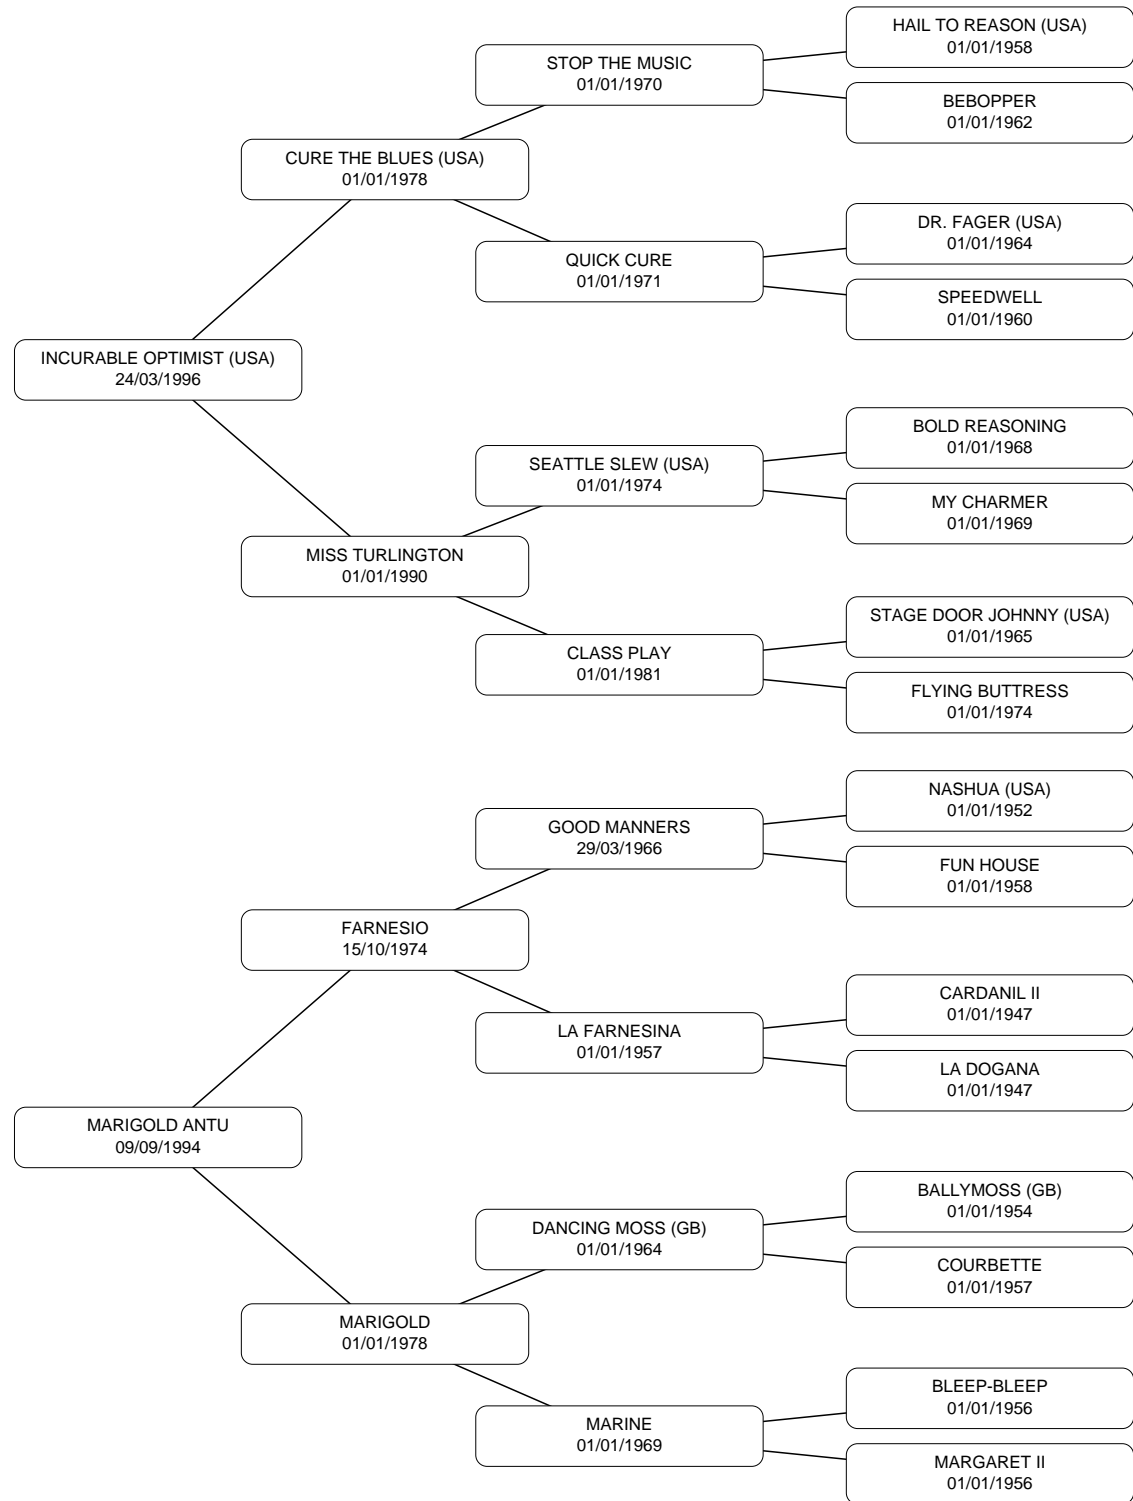 HAIL TO REASON (USA)
01/01/1958
STOP THE MUSIC
01/01/1970
BEBOPPER
01/01/1962
CURE THE BLUES (USA)
01/01/1978
DR. FAGER (USA)
01/01/1964
QUICK CURE
01/01/1971
SPEEDWELL
01/01/1960
INCURABLE OPTIMIST (USA)
24/03/1996
BOLD REASONING
01/01/1968
SEATTLE SLEW (USA)
01/01/1974
MY CHARMER
01/01/1969
MISS TURLINGTON
01/01/1990
STAGE DOOR JOHNNY (USA)
01/01/1965
CLASS PLAY
01/01/1981
FLYING BUTTRESS
01/01/1974
NASHUA (USA)
01/01/1952
GOOD MANNERS
29/03/1966
FUN HOUSE
01/01/1958
FARNESIO
15/10/1974
CARDANIL II
01/01/1947
LA FARNESINA
01/01/1957
LA DOGANA
01/01/1947
MARIGOLD ANTU
09/09/1994
BALLYMOSS (GB)
01/01/1954
DANCING MOSS (GB)
01/01/1964
COURBETTE
01/01/1957
MARIGOLD
01/01/1978
BLEEP-BLEEP
01/01/1956
MARINE
01/01/1969
MARGARET II
01/01/1956